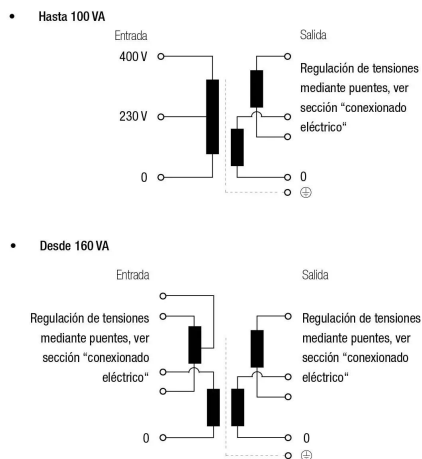 • Hasta 100 VA
Entrada
Salida
400 V
230 V
0
Regulación de tensiones
mediante puentes, ver
sección “conexionado
eléctrico“
0
• Desde 160 VA
Entrada
Salida
Regulación de tensiones
mediante puentes, ver
sección “conexionado
eléctrico“
0
Regulación de tensiones
mediante puentes, ver
sección “conexionado
eléctrico“
0